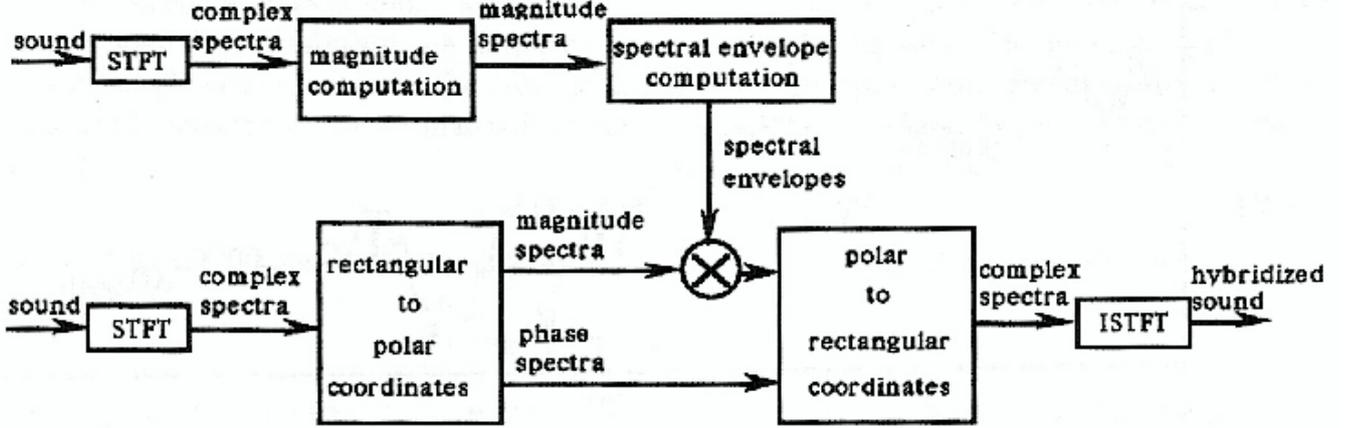 sound
STFT
complex
spectra
magnitude
computation
magnitude
spectra
spectral envelope
computation
spectral
envelopes
sound
STFT
complex
spectra
rectangular
to
polar
coordinates
magnitude
spectra
phase
spectra
polar
to
rectangular
coordinates
complex
spectra
ISTFT
hybridized
sound